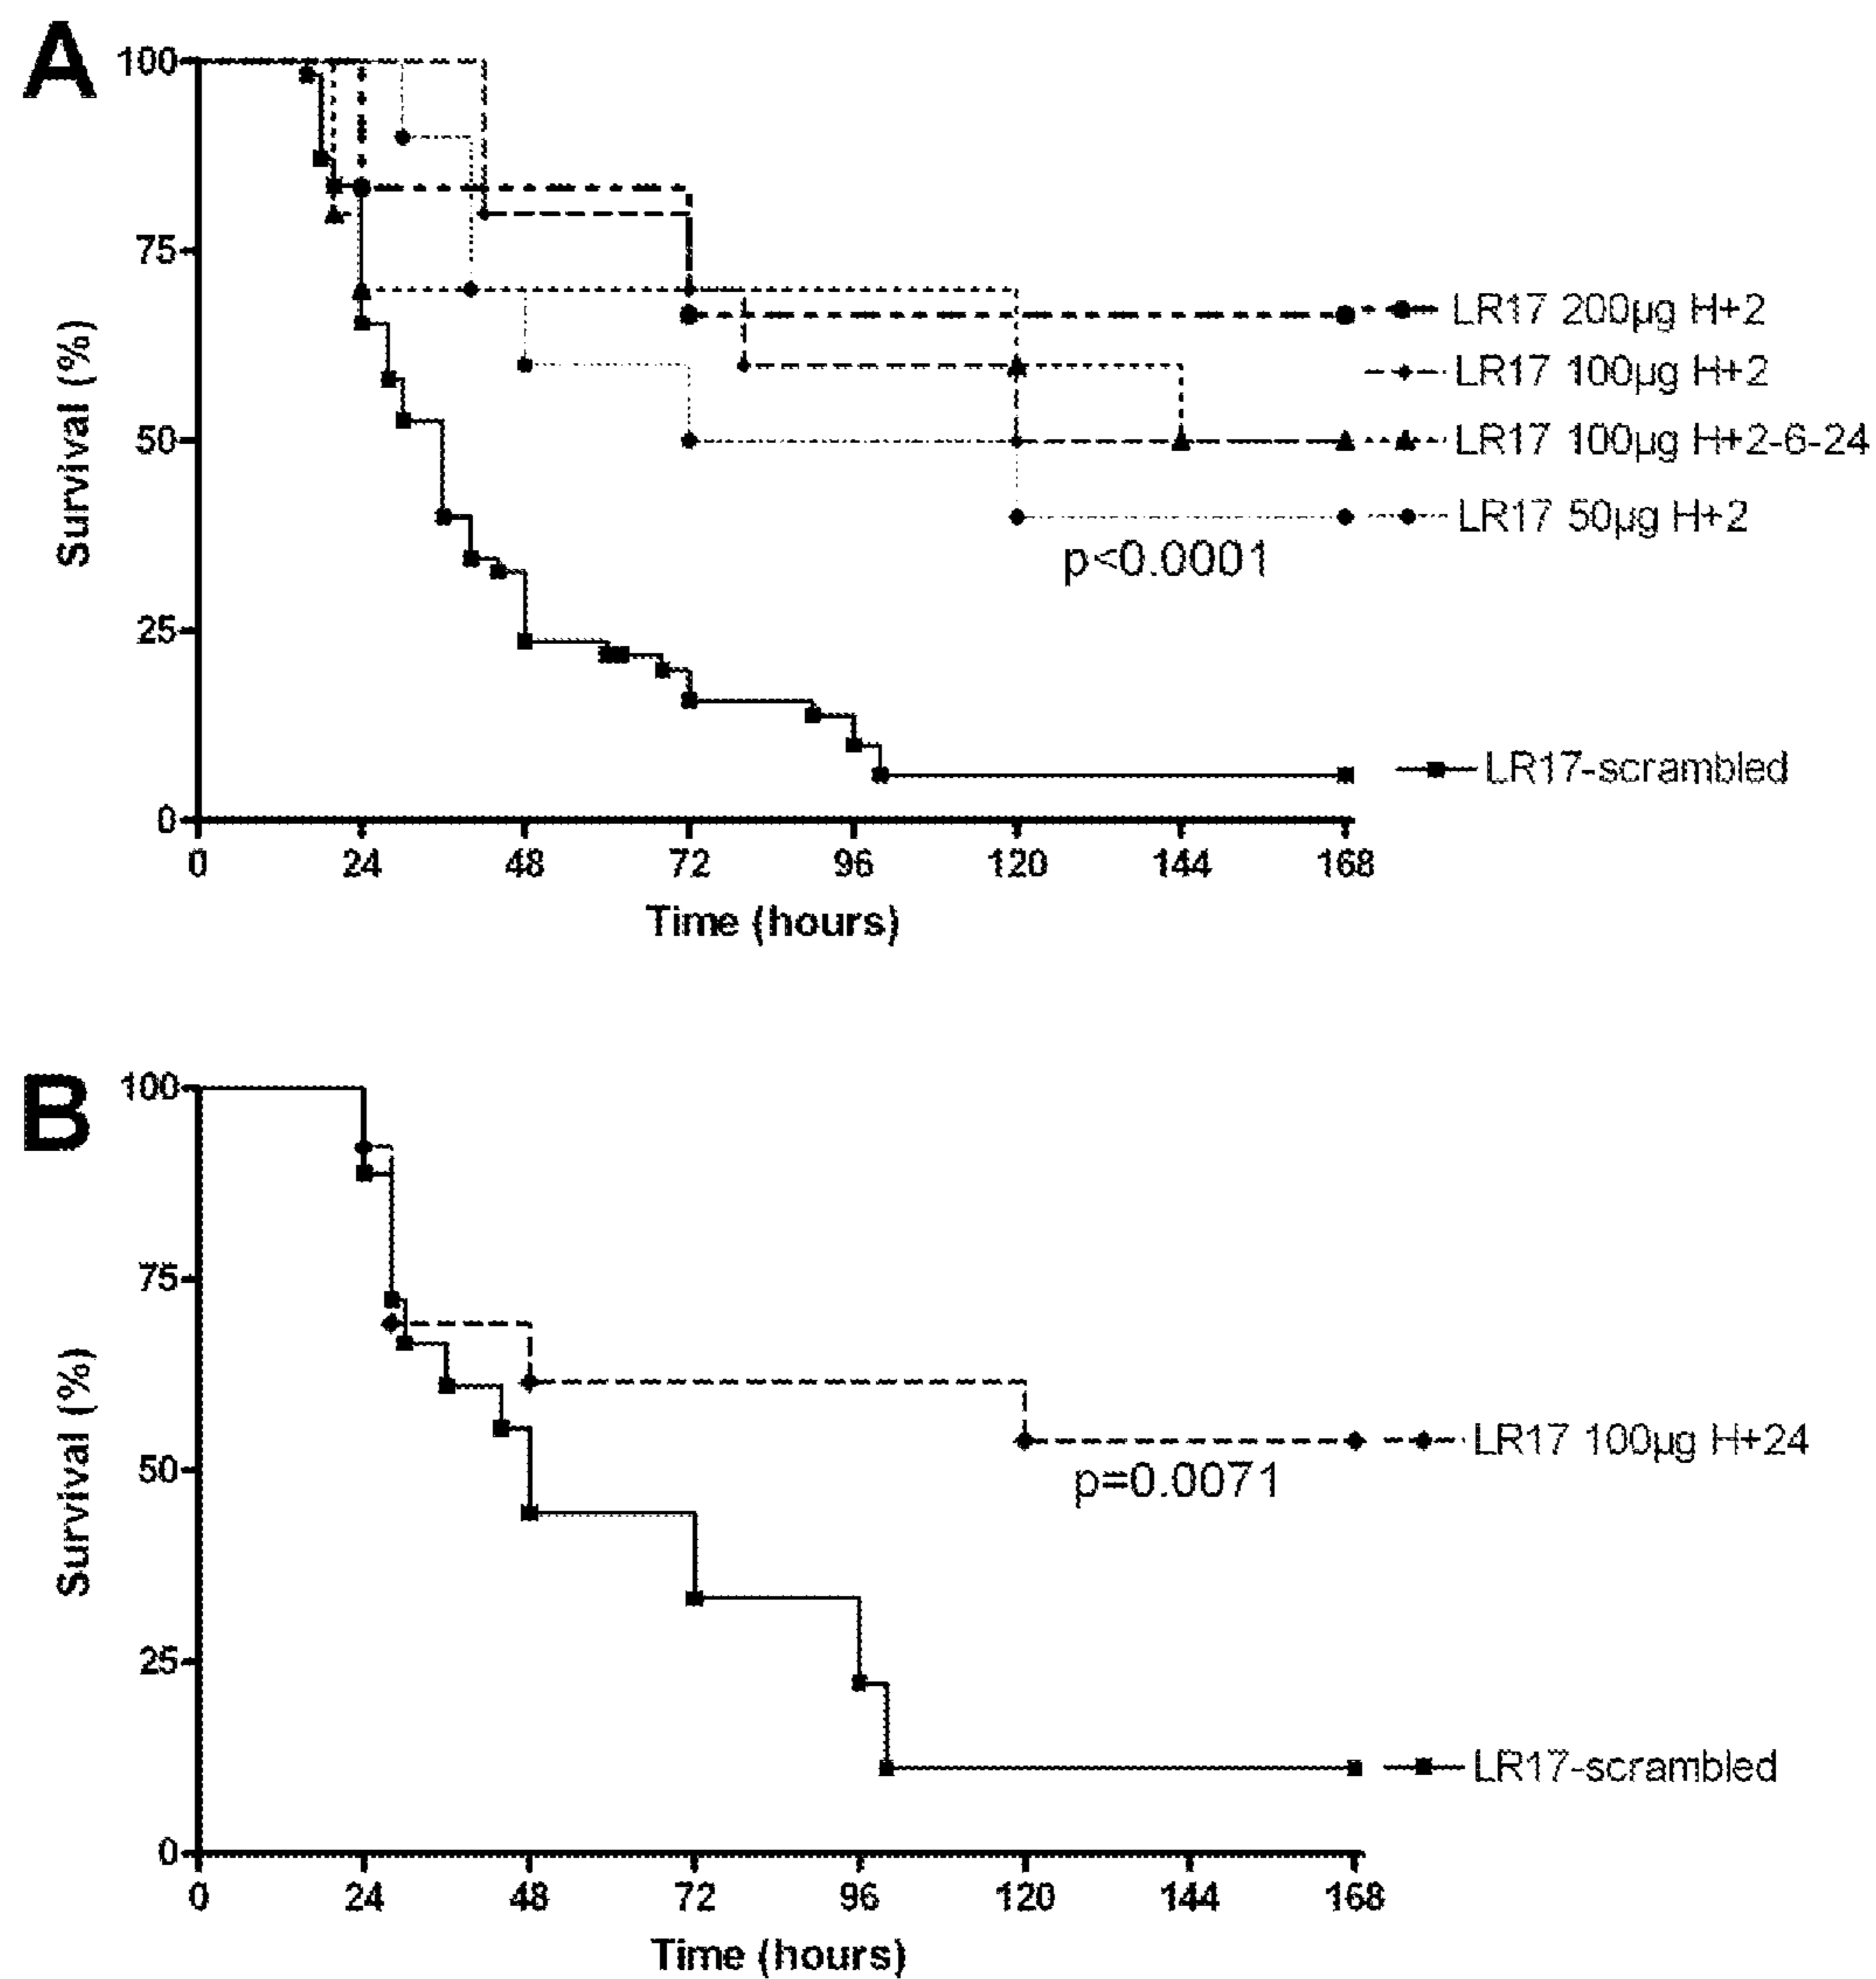 A
100
75
50
25
0
Survival (%)
0 24 48 72 96 120 144 168
Time (hours)
LR17 200µg H+2
LR17 100µg H+2
LR17 100µg H+2-6-24
LR17 50µg H+2
p<0.0001
LR17-scrambled
B
100
75
50
25
0
Survival (%)
0 24 48 72 96 120 144 168
Time (hours)
LR17 100µg H+24
p=0.0071
LR17-scrambled